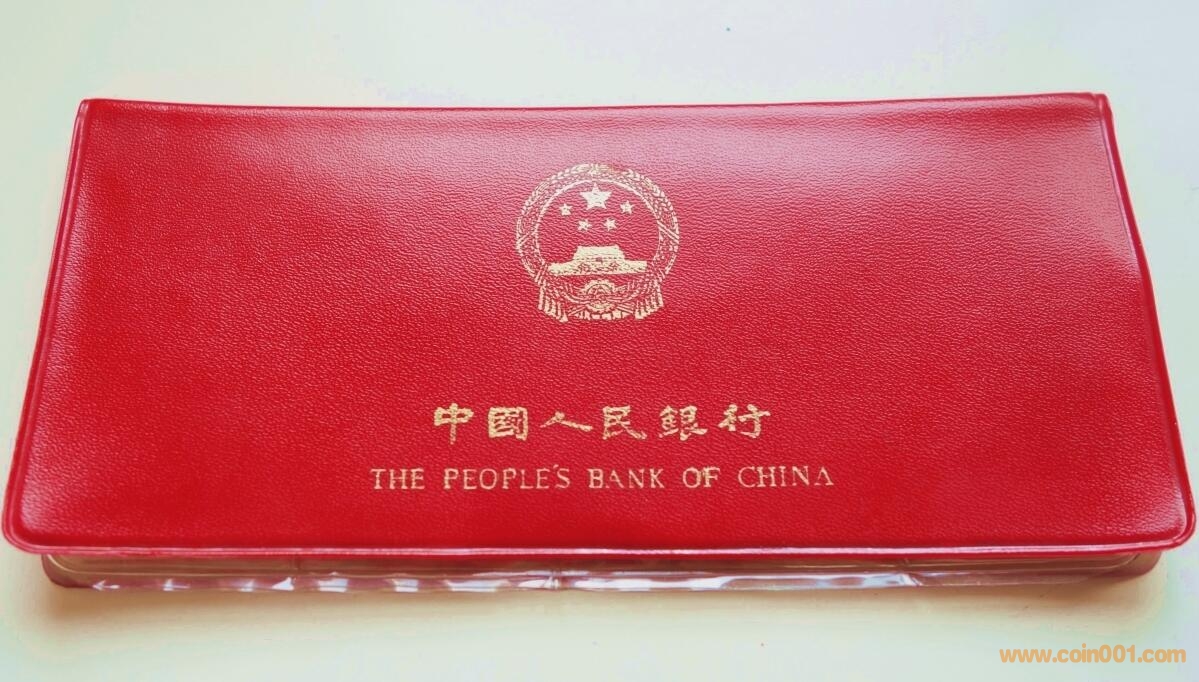 中國人民銀行
THE PEOPLE'S BANK OF CHINA
www.coin001.com